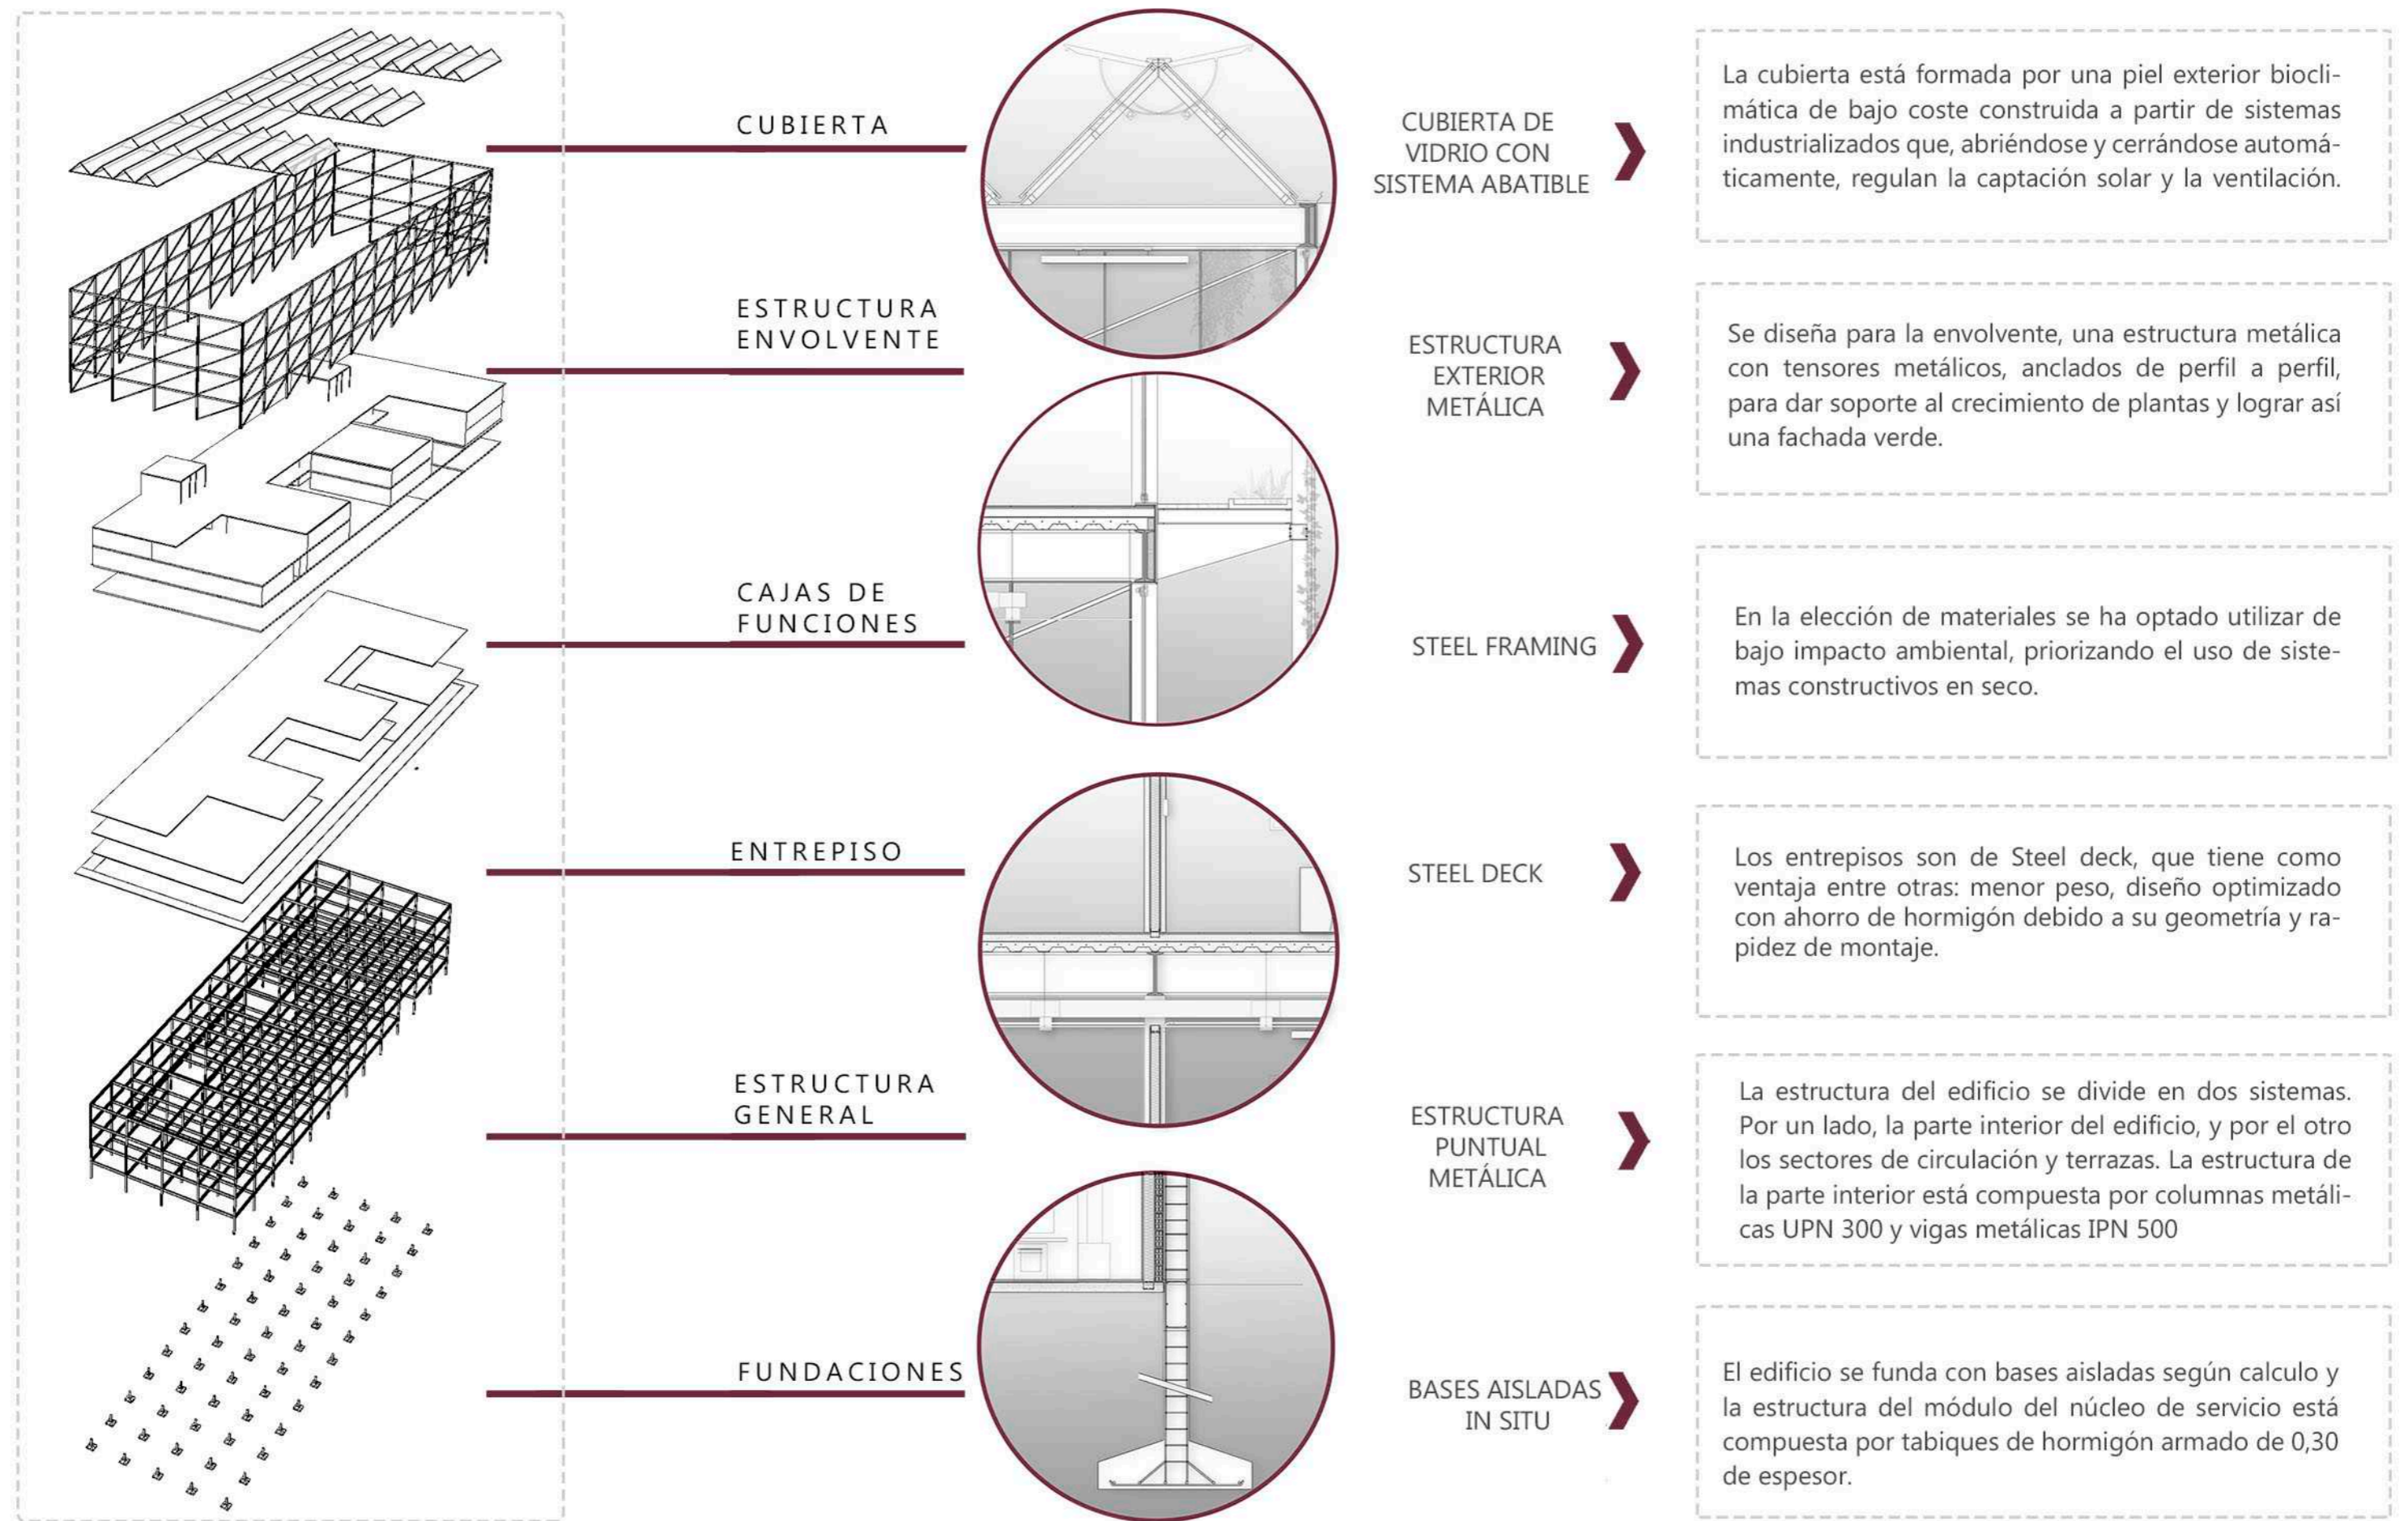 CUBIERTA
CUBIERTA DE
VIDRIO CON
SISTEMA ABATIBLE
La cubierta está formada por una piel exterior biocli-
mática de bajo coste construida a partir de sistemas
industrializados que, abriéndose y cerrándose automá-
ticamente, regulan la captación solar y la ventilación.
ESTRUCTURA
ENVOLVENTE
ESTRUCTURA
EXTERIOR
METÁLICA
Se diseña para la envolvente, una estructura metálica
con tensores metálicos, anclados de perfil a perfil,
para dar soporte al crecimiento de plantas y lograr así
una fachada verde.
CAJAS DE
FUNCIONES
STEEL FRAMING
En la elección de materiales se ha optado utilizar de
bajo impacto ambiental, priorizando el uso de siste-
mas constructivos en seco.
ENTREPISO
STEEL DECK
Los entrepisos son de Steel deck, que tiene como
ventaja entre otras: menor peso, diseño optimizado
con ahorro de hormigón debido a su geometría y ra-
pidez de montaje.
ESTRUCTURA
GENERAL
ESTRUCTURA
PUNTUAL
METÁLICA
La estructura del edificio se divide en dos sistemas.
Por un lado, la parte interior del edificio, y por el otro
los sectores de circulación y terrazas. La estructura de
la parte interior está compuesta por columnas metáli-
cas UPN 300 y vigas metálicas IPN 500
FUNDACIONES
BASES AISLADAS
IN SITU
El edificio se funda con bases aisladas según calculo y
la estructura del módulo del núcleo de servicio está
compuesta por tabiques de hormigón armado de 0,30
de espesor.